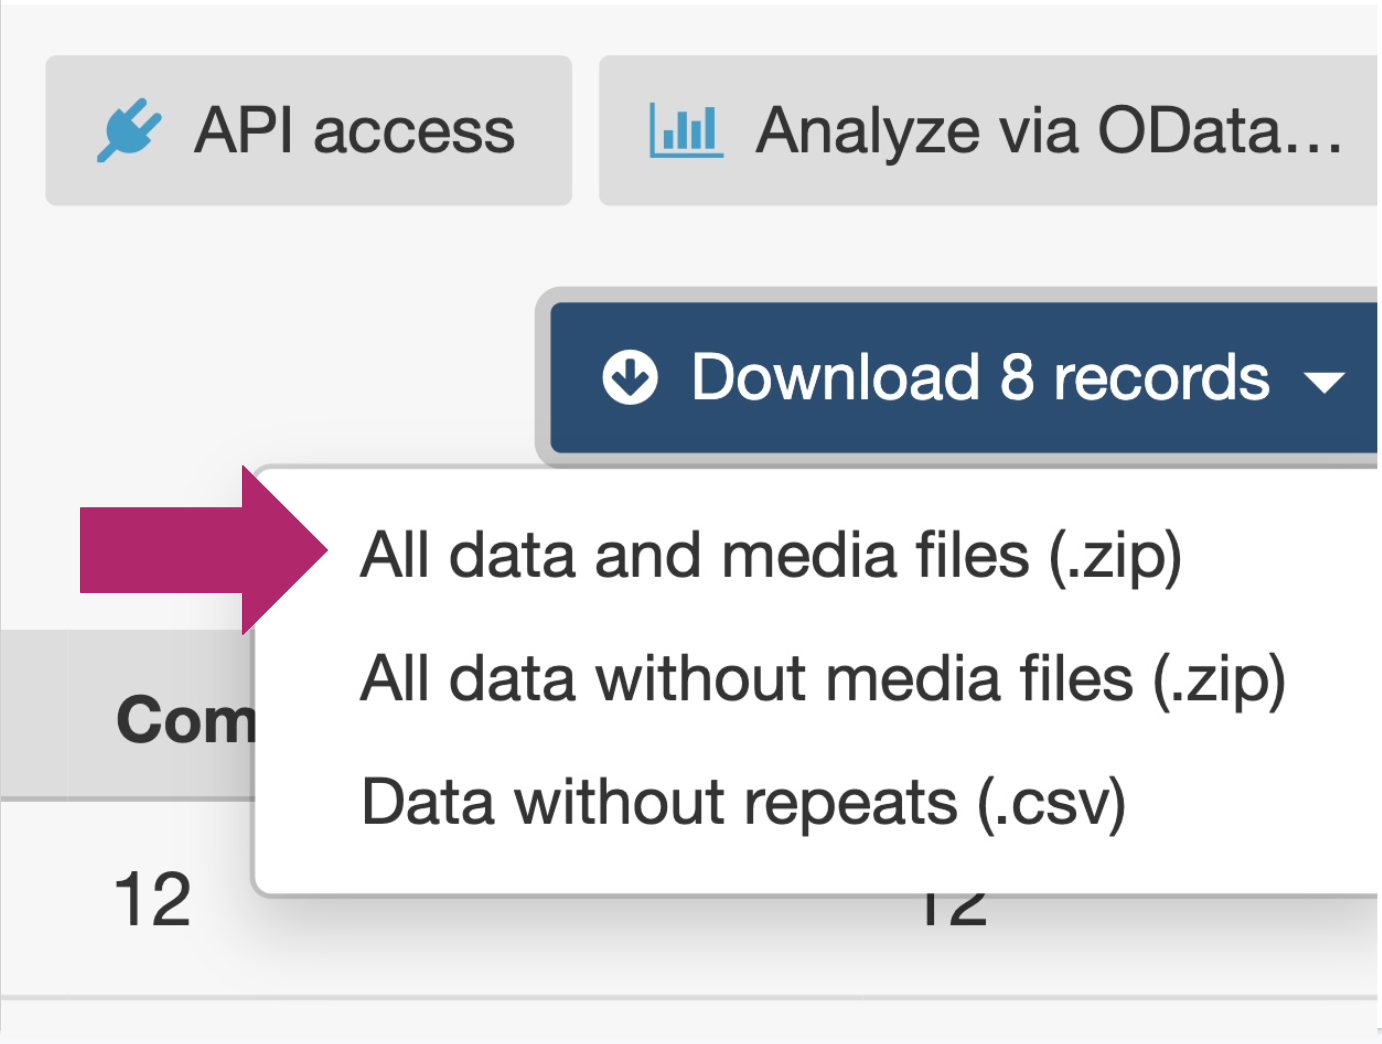 API access
Analyze via OData...
Download 8 records
All data and media files (.zip)
All data without media files (.zip)
Data without repeats (.csv)
Com
12
12